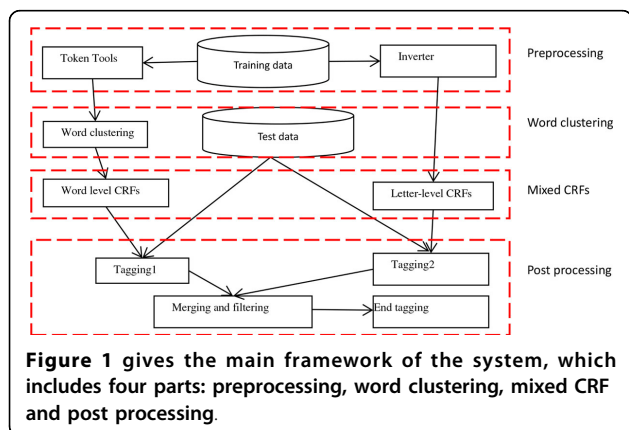 Token Tools
Training data
Inverter
Preprocessing
Word clustering
Test data
Word clustering
Word level CRFs
Letter-level CRFs
Mixed CRFs
Tagging1
Tagging2
Post processing
Merging and filtering
End tagging
Figure 1 gives the main framework of the system, which
includes four parts: preprocessing, word clustering, mixed CRF
and post processing.